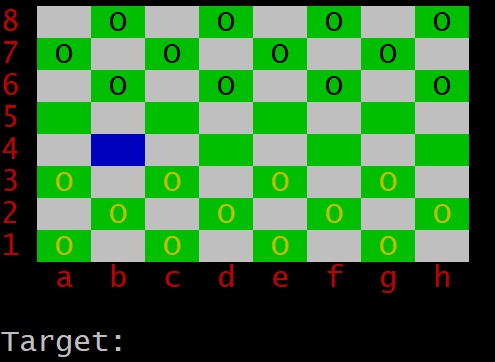 8 O O O O
7 O O O O
6 O O O O
5
4
3 O O O O
2 O O O O
1 O O O O
a b c d e f g h
Target: